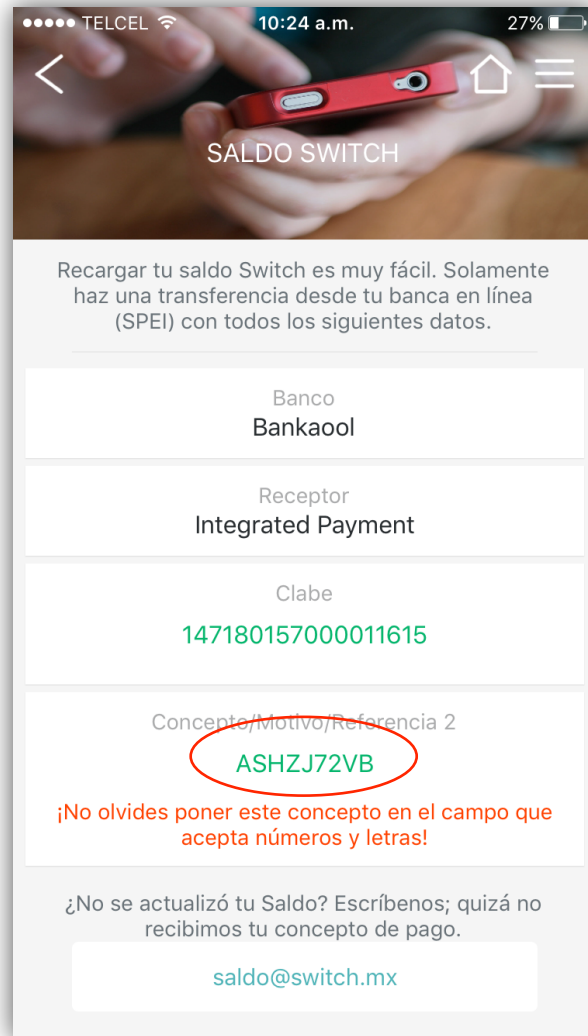 TELCEL 10:24 a.m. 27%
SALDO SWITCH
Recargar tu saldo Switch es muy fácil. Solamente
haz una transferencia desde tu banca en línea
(SPEI) con todos los siguientes datos.
Banco
Bankaool
Receptor
Integrated Payment
Clabe
147180157000011615
Concepto/Motivo/Referencia 2
ASHZJ72VB
¡No olvides poner este concepto en el campo que
acepta números y letras!
¿No se actualizó tu Saldo? Escríbenos; quizá no
recibimos tu concepto de pago.
saldo@switch.mx